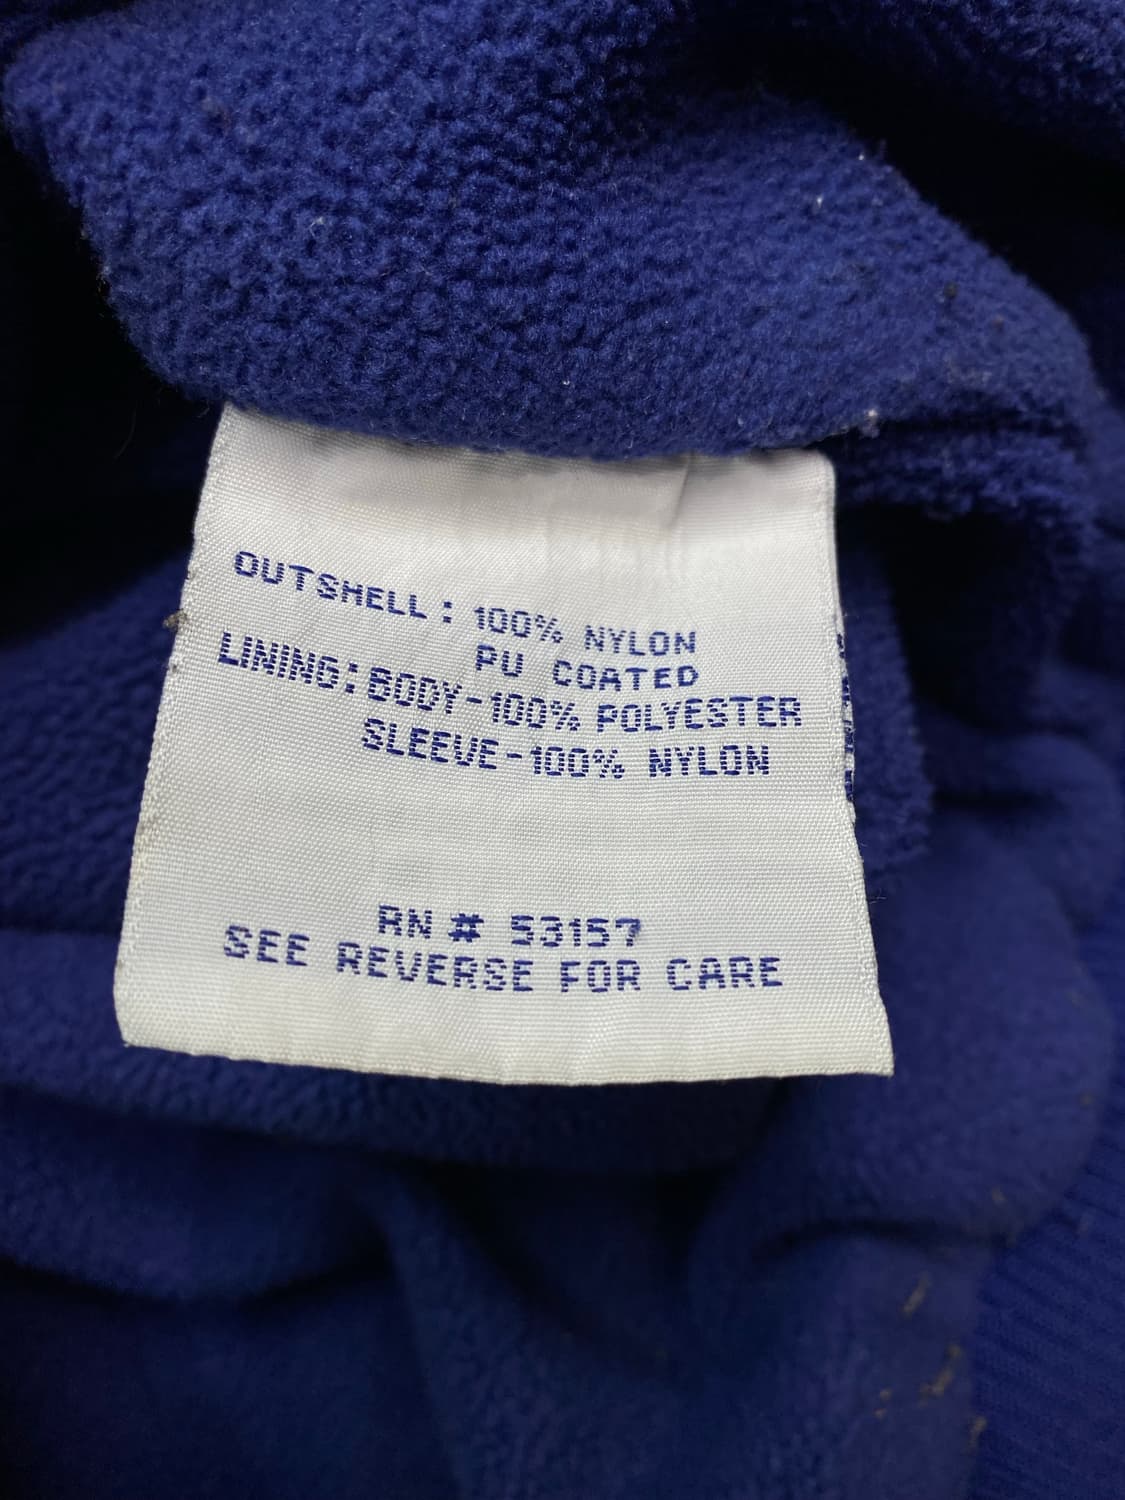 OUTSHELL: 100% NYLON
PU COATED
LINING: BODY-100% POLYESTER
SLEEVE-100% NYLON
RN # 53157
SEE REVERSE FOR CARE